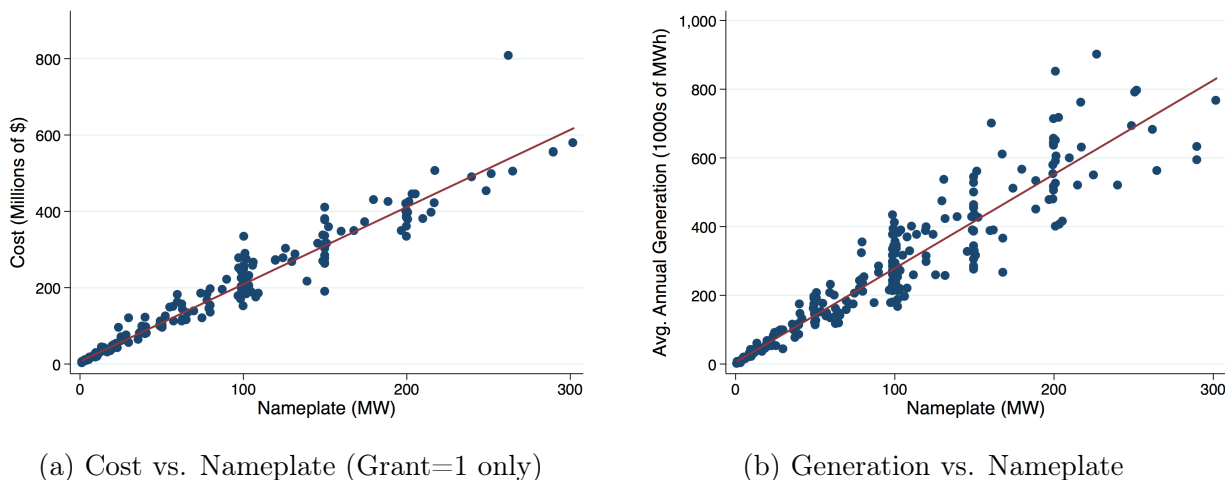 Cost (Millions of $)
800
600
400
200
0
0 100 200 300
Nameplate (MW)
(a) Cost vs. Nameplate (Grant=1 only)
Avg. Annual Generation (1000s of MWh)
1,000
800
600
400
200
0
0 100 200 300
Nameplate (MW)
(b) Generation vs. Nameplate